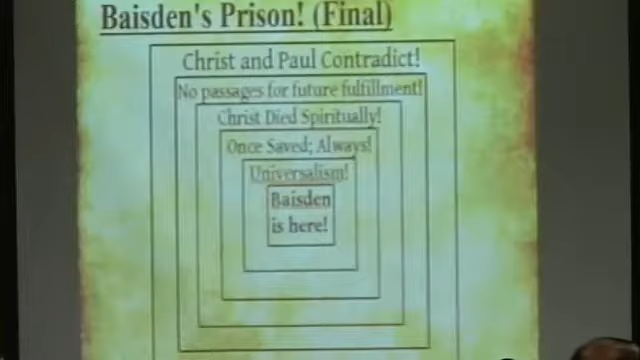 Baisden's Prison! (Final)
Christ and Paul Contradict!
No passages for future fulfillment!
Christ Died Spiritually!
Once Saved; Always!
Universalism!
Baisden
is here!